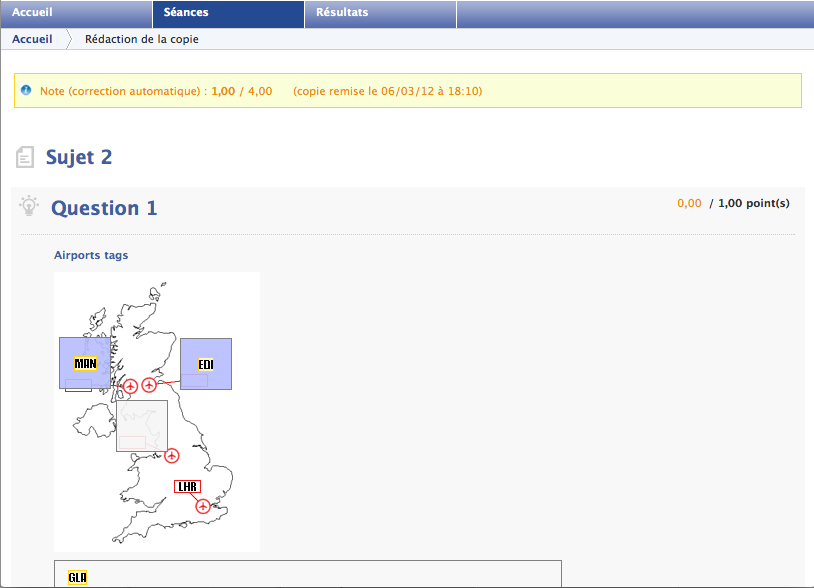 Accueil Séances Résultats
Accueil Rédaction de la copie
Note (correction automatique) : 1,00 / 4,00 (copie remise le 06/03/12 à 18:10)
Sujet 2
Question 1 0,00 / 1,00 point(s)
Airports tags
MAN EDI
LHR
GLA